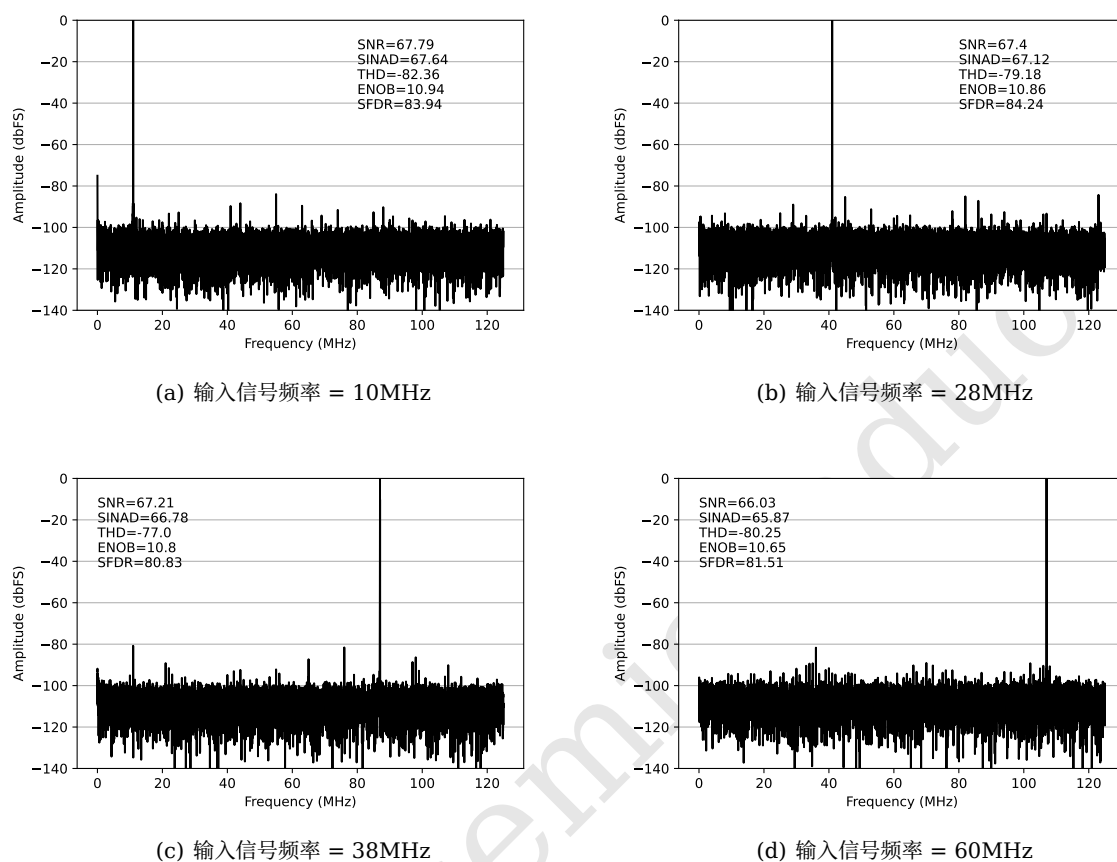 0
−20
−40
−60
−80
−100
−120
−140
Amplitude (dbFS)
SNR=67.79
SINAD=67.64
THD=-82.36
ENOB=10.94
SFDR=83.94
0 20 40 60 80 100 120
Frequency (MHz)
(a) 输入信号频率 = 10MHz
0
−20
−40
−60
−80
−100
−120
−140
Amplitude (dbFS)
SNR=67.4
SINAD=67.12
THD=-79.18
ENOB=10.86
SFDR=84.24
0 20 40 60 80 100 120
Frequency (MHz)
(b) 输入信号频率 = 28MHz
0
−20
−40
−60
−80
−100
−120
−140
Amplitude (dbFS)
SNR=67.21
SINAD=66.78
THD=-77.0
ENOB=10.8
SFDR=80.83
0 20 40 60 80 100 120
Frequency (MHz)
(c) 输入信号频率 = 38MHz
0
−20
−40
−60
−80
−100
−120
−140
Amplitude (dbFS)
SNR=66.03
SINAD=65.87
THD=-80.25
ENOB=10.65
SFDR=81.51
0 20 40 60 80 100 120
Frequency (MHz)
(d) 输入信号频率 = 60MHz